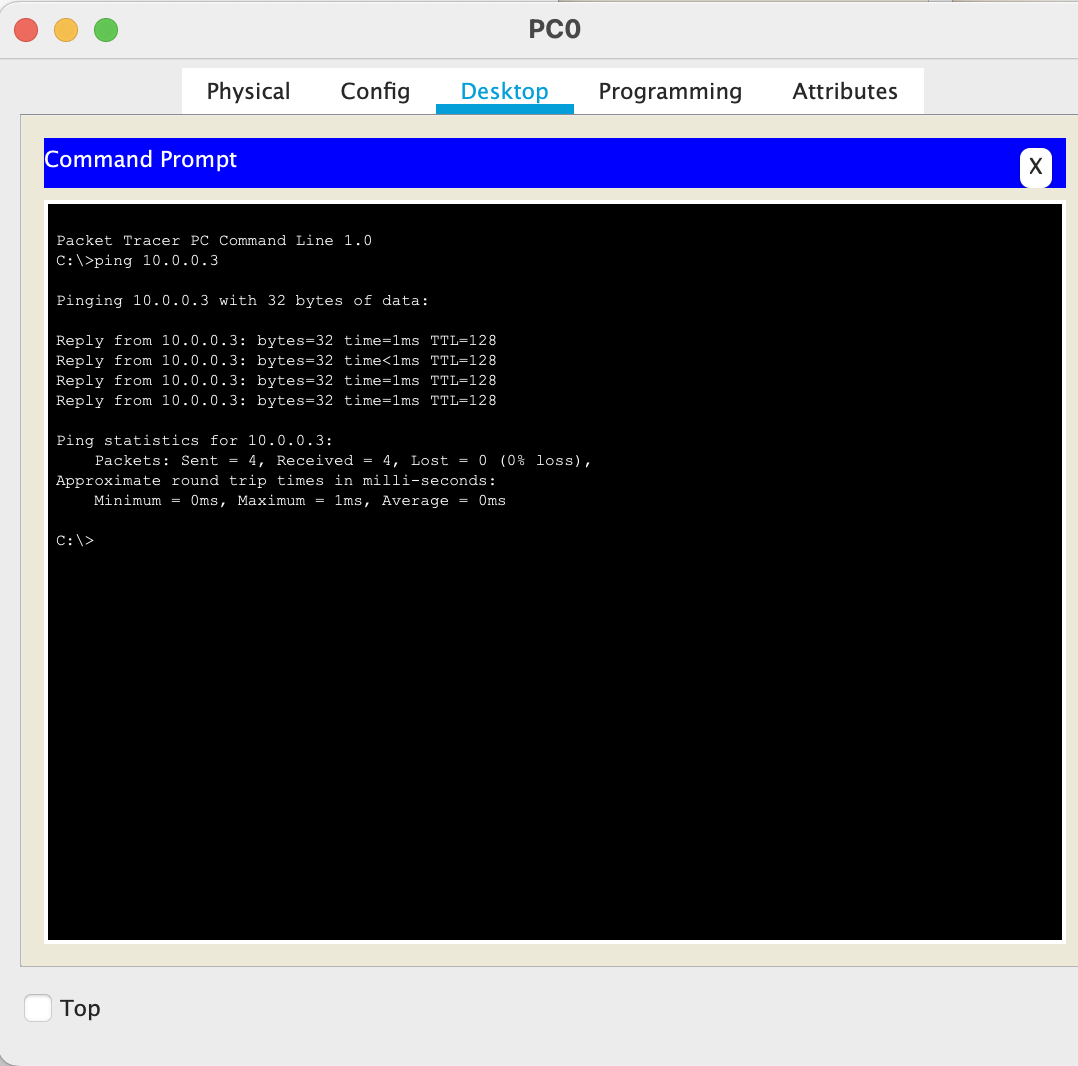 PC0
Physical Config Desktop Programming Attributes
Command Prompt
X
Packet Tracer PC Command Line 1.0
C:\>ping 10.0.0.3
Pinging 10.0.0.3 with 32 bytes of data:
Reply from 10.0.0.3: bytes=32 time=1ms TTL=128
Reply from 10.0.0.3: bytes=32 time<1ms TTL=128
Reply from 10.0.0.3: bytes=32 time=1ms TTL=128
Reply from 10.0.0.3: bytes=32 time=1ms TTL=128
Ping statistics for 10.0.0.3:
Packets: Sent = 4, Received = 4, Lost = 0 (0% loss),
Approximate round trip times in milli-seconds:
Minimum = 0ms, Maximum = 1ms, Average = 0ms
C:\>
Top